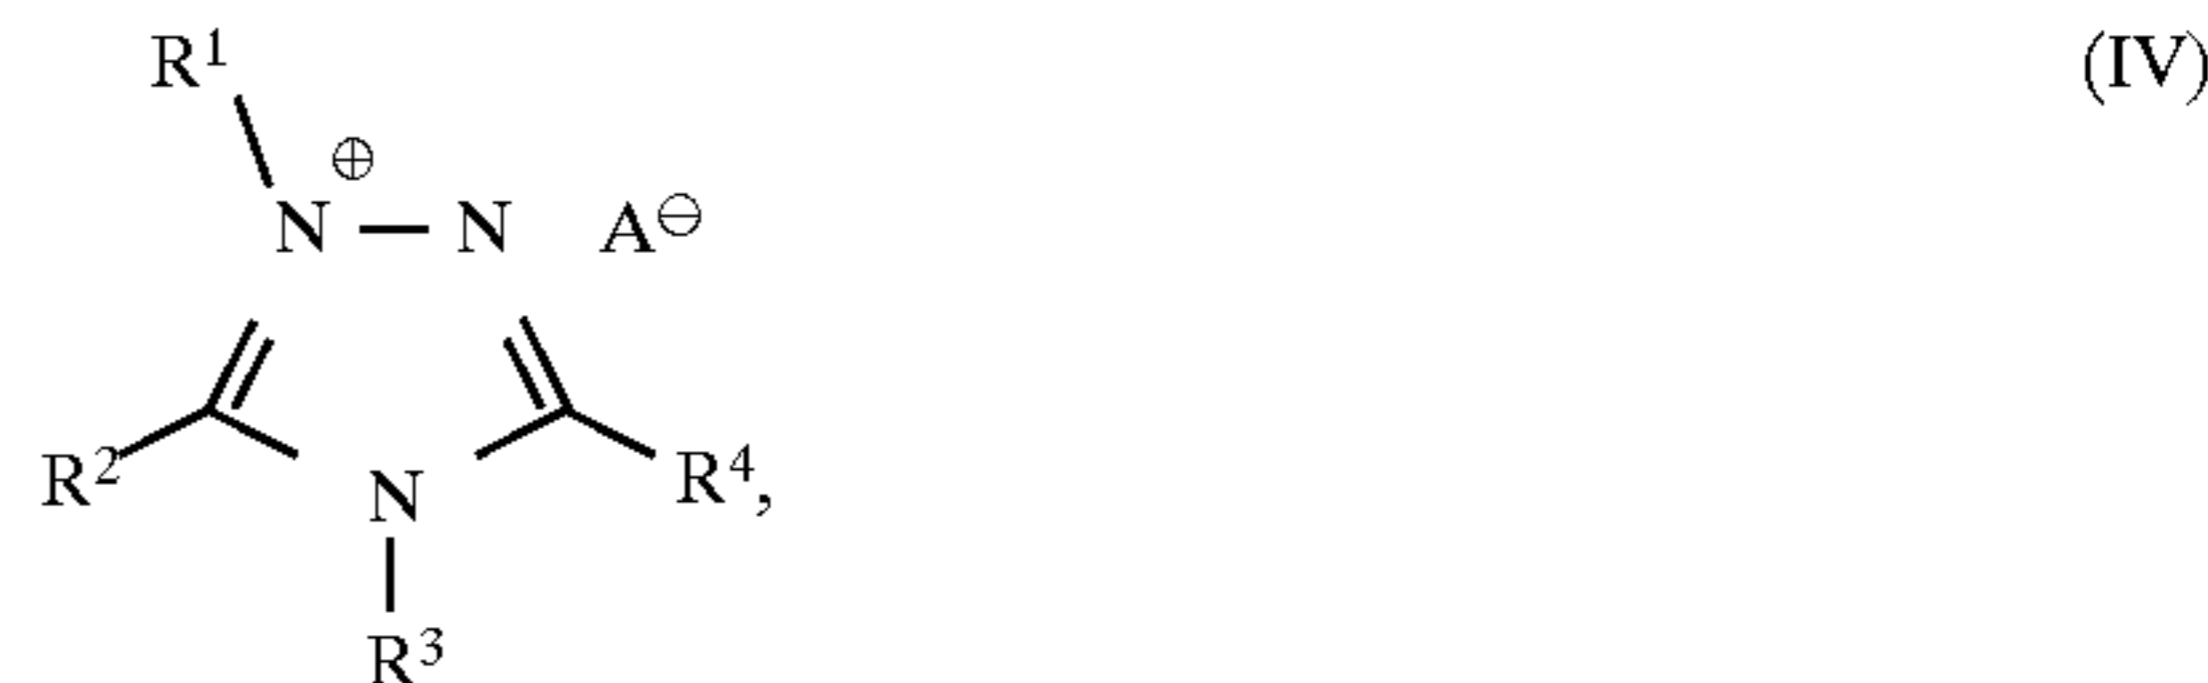 R¹ (IV)
⊕
N — N A⊖
R² N R⁴,
R³